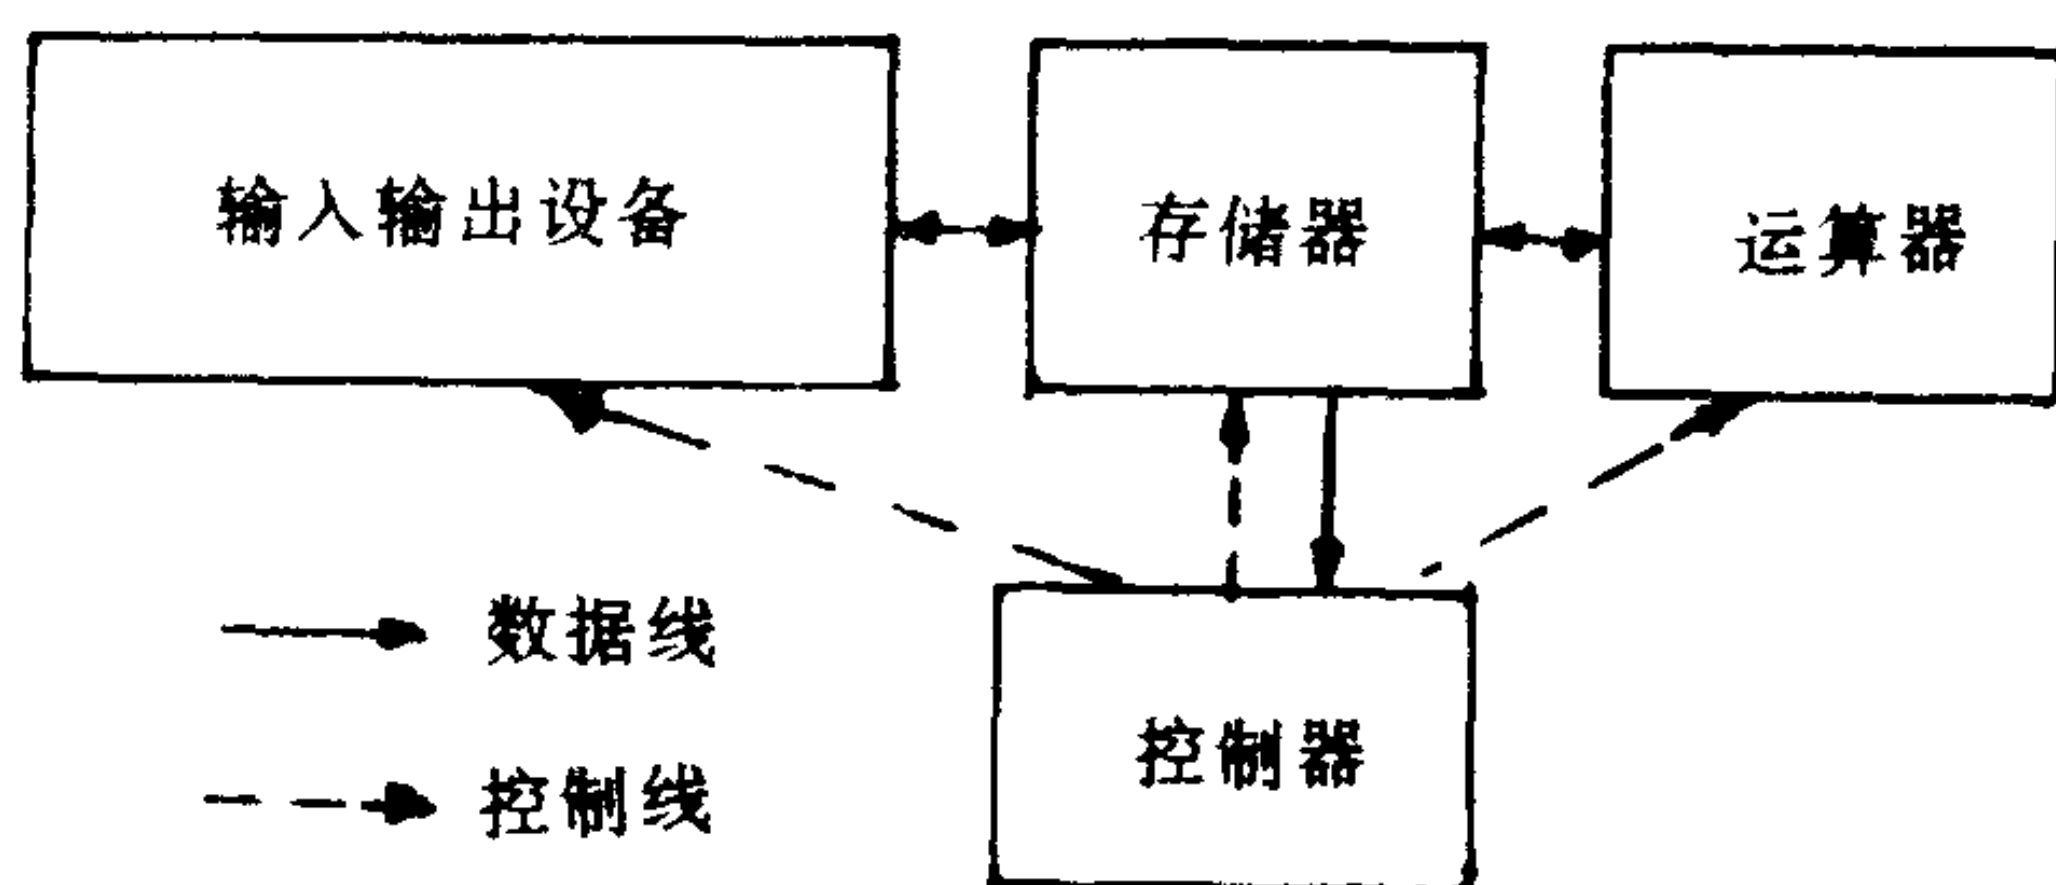 输入输出设备
存储器
运算器
数据线
控制器
控制线